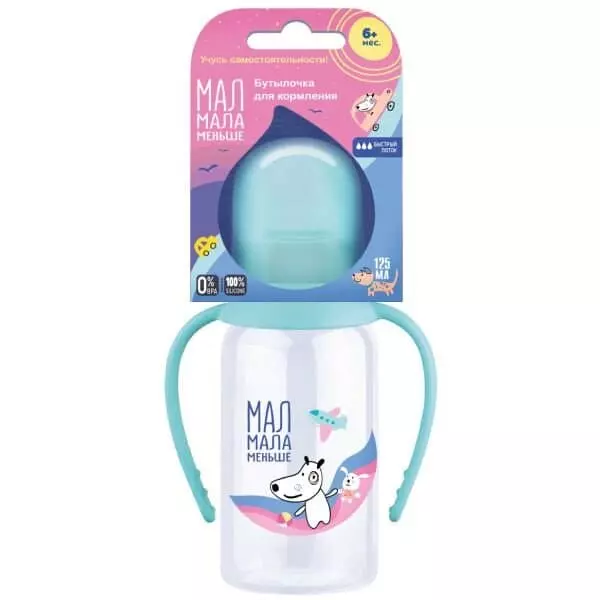 6+
мес.
Учусь самостоятельности!
МАЛ
МАЛА
МЕНЬШЕ
Бутылочка
для кормления
БЫСТРЫЙ
ПОТОК
125
МЛ
0%
BPA
100%
SILICONE
МАЛ
МАЛА
МЕНЬШЕ